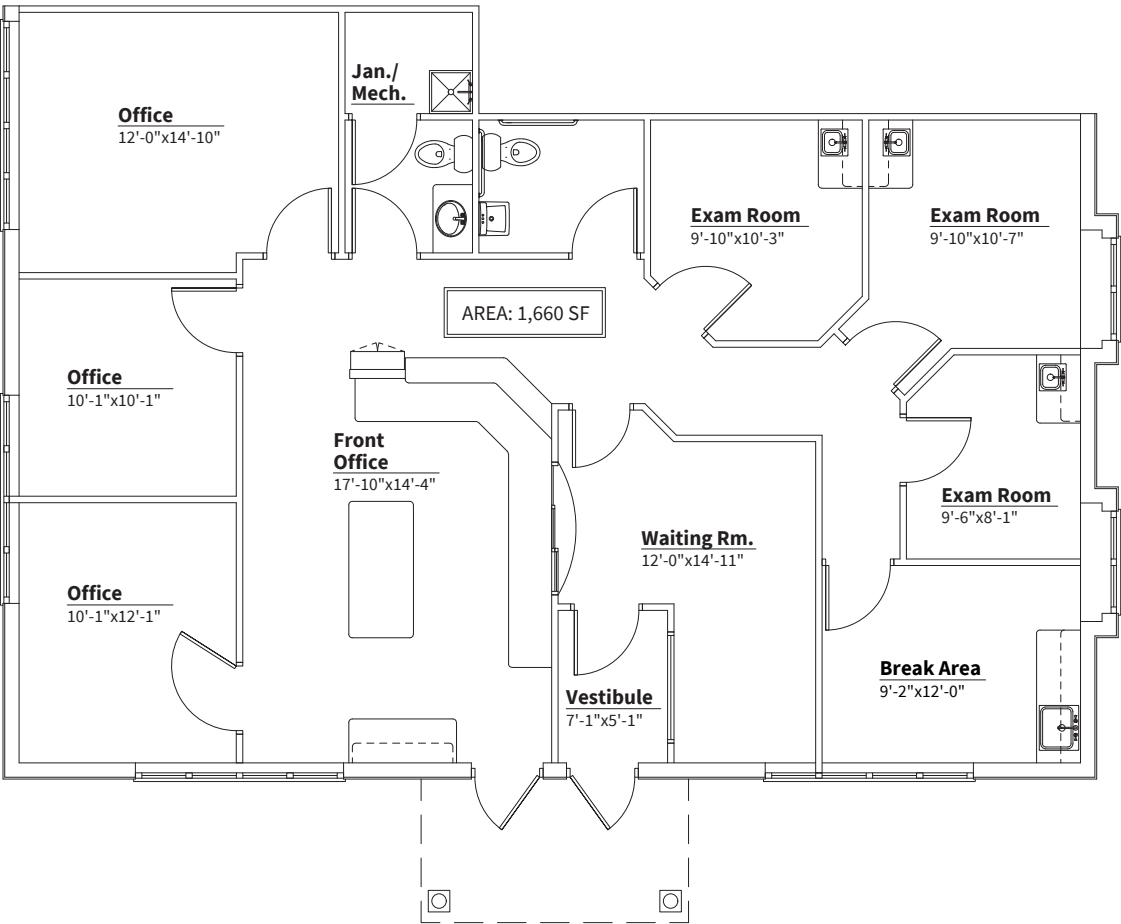 Jan./
Mech.
Office
12'-0"x14'-10"
Exam Room
9'-10"x10'-3"
Exam Room
9'-10"x10'-7"
AREA: 1,660 SF
Office
10'-1"x10'-1"
Front
Office
17'-10"x14'-4"
Exam Room
9'-6"x8'-1"
Waiting Rm.
12'-0"x14'-11"
Office
10'-1"x12'-1"
Break Area
9'-2"x12'-0"
Vestibule
7'-1"x5'-1"